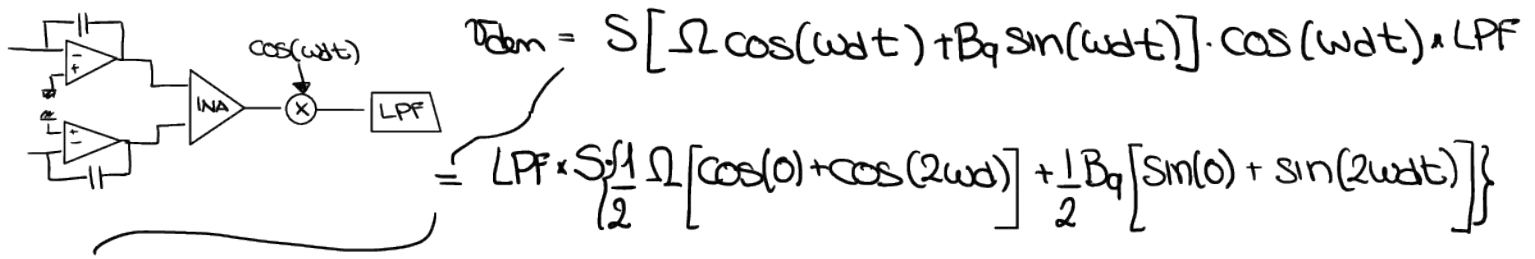 cos(ωdt)
INA
×
LPF
vdem = S[Ω cos(ωdt) + Bq sin(ωdt)]·cos(ωdt) * LPF
= LPF * S·{1/2 Ω[cos(0)+cos(2ωd)] + 1/2 Bq[sin(0) + sin(2ωdt)]}